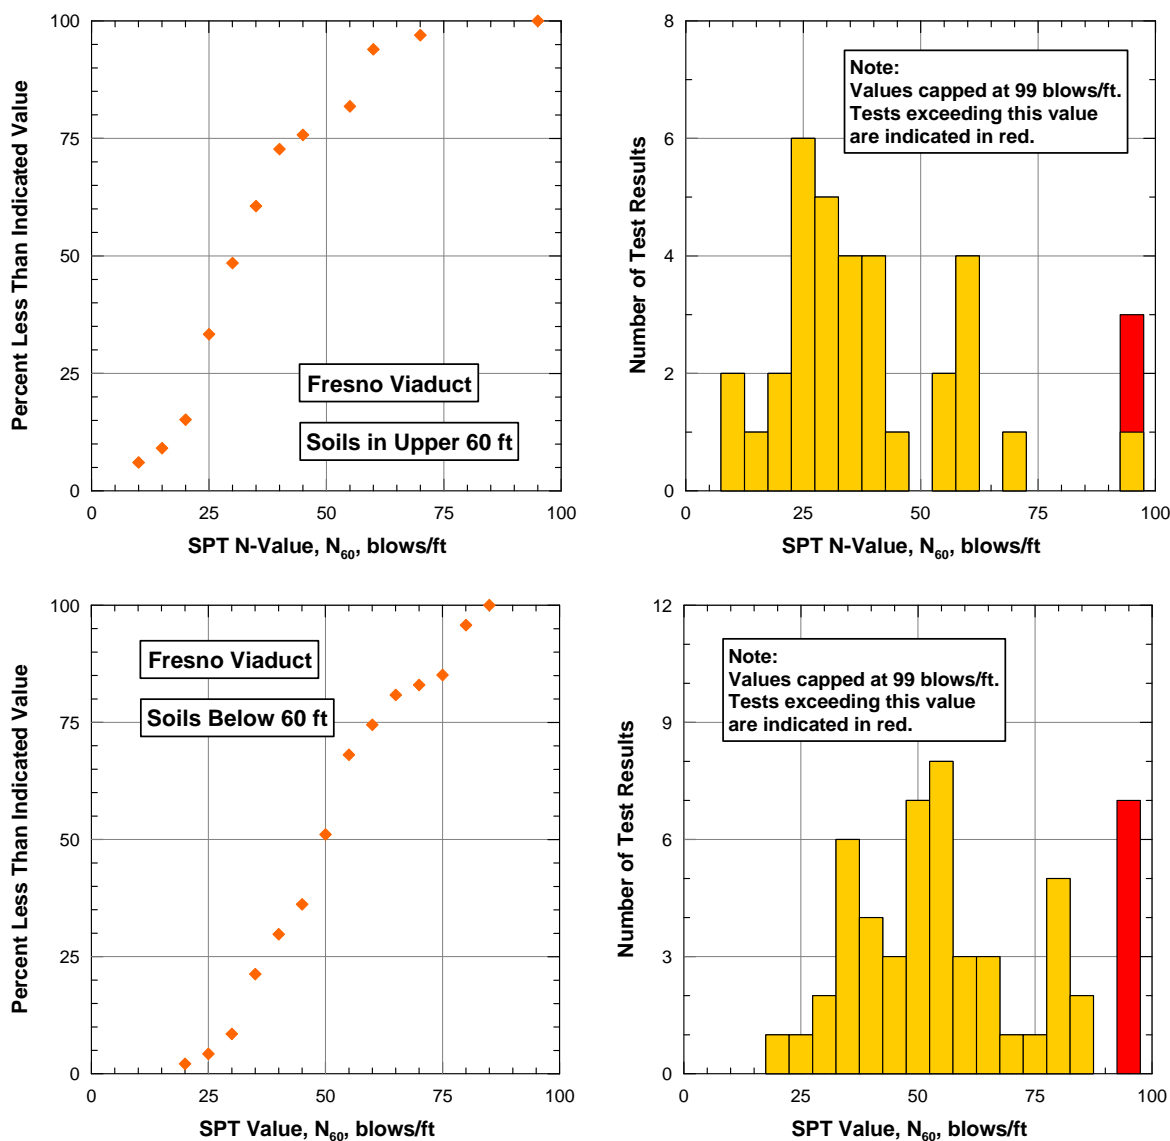 100
75
50
25
0
Percent Less Than Indicated Value
Fresno Viaduct
Soils in Upper 60 ft
0 25 50 75 100
SPT N-Value, N60, blows/ft
8
6
4
2
0
Number of Test Results
Note:
Values capped at 99 blows/ft.
Tests exceeding this value
are indicated in red.
0 25 50 75 100
SPT N-Value, N60, blows/ft
100
75
50
25
0
Percent Less Than Indicated Value
Fresno Viaduct
Soils Below 60 ft
0 25 50 75 100
SPT Value, N60, blows/ft
12
9
6
3
0
Number of Test Results
Note:
Values capped at 99 blows/ft.
Tests exceeding this value
are indicated in red.
0 25 50 75 100
SPT Value, N60, blows/ft